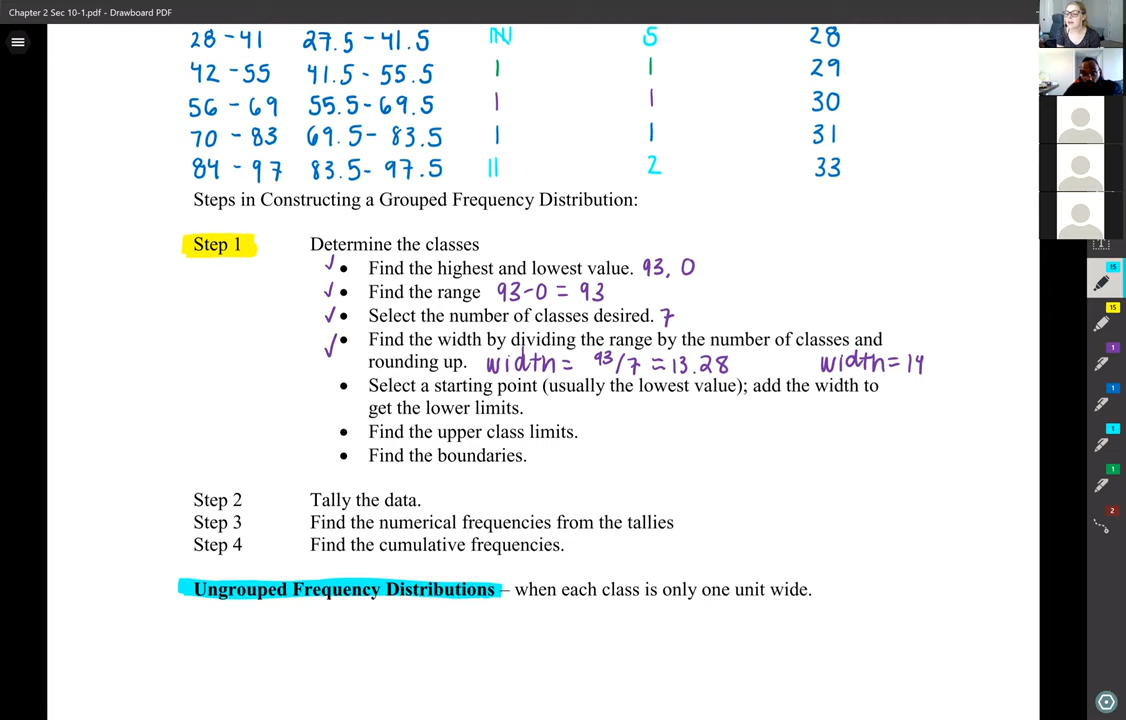 Chapter 2 Sec 10-1.pdf - Drawboard PDF
28 - 41 27.5 - 41.5 5 28
42 - 55 41.5 - 55.5 1 29
56 - 69 55.5 - 69.5 1 30
70 - 83 69.5 - 83.5 1 31
84 - 97 83.5 - 97.5 2 33
Steps in Constructing a Grouped Frequency Distribution:
Step 1 Determine the classes
• Find the highest and lowest value. 93, 0
• Find the range 93-0 = 93
• Select the number of classes desired. 7
• Find the width by dividing the range by the number of classes and
rounding up. width = 93/7 = 13.28 width = 14
• Select a starting point (usually the lowest value); add the width to
get the lower limits.
• Find the upper class limits.
• Find the boundaries.
Step 2 Tally the data.
Step 3 Find the numerical frequencies from the tallies
Step 4 Find the cumulative frequencies.
Ungrouped Frequency Distributions – when each class is only one unit wide.
T
15
15
1
1
1
1
2